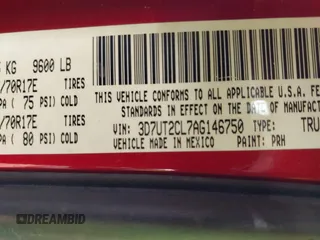 KG 9600 LB
/70R17E TIRES
PA ( 75 PSI) COLD
/70R17E TIRES
PA ( 80 PSI) COLD
THIS VEHICLE CONFORMS TO ALL APPLICABLE U.S.A. FE
STANDARDS IN EFFECT ON THE DATE OF MANU
VIN: 3D7UT2CL7AG146750 TYPE: TRU
VEHICLE MADE IN MEXICO PAINT: PRH
DREAMBID